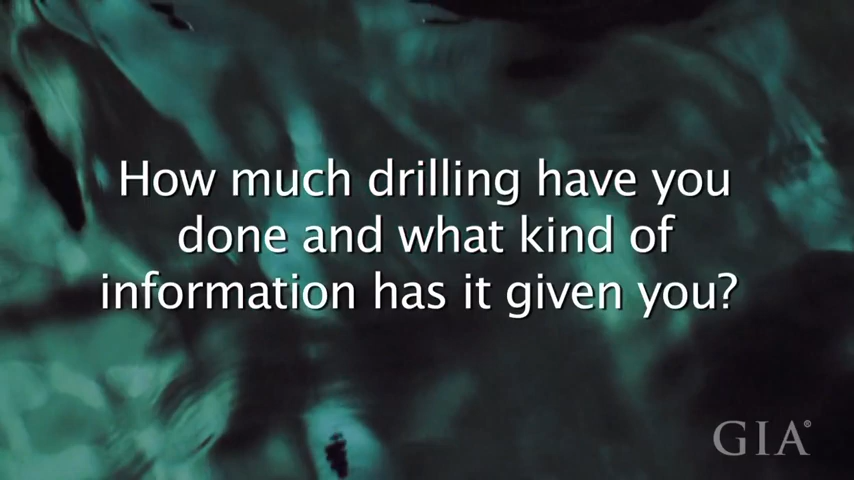 How much drilling have you
done and what kind of
information has it given you?
GIA®